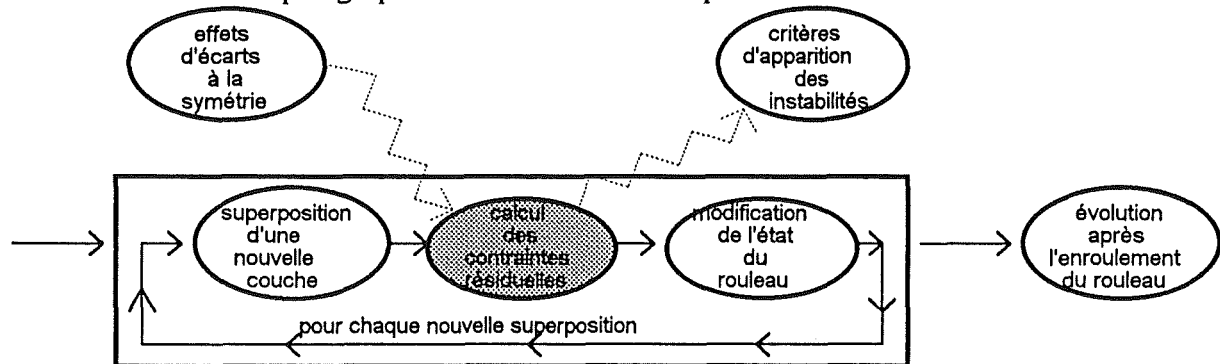 effets
d'écarts
à la
symétrie
critères
d'apparition
des
instabilités
superposition
d'une
nouvelle
couche
calcul
des
contraintes
résiduelles
modification
de l'état
du
rouleau
évolution
après
l'enroulement
du rouleau
pour chaque nouvelle superposition